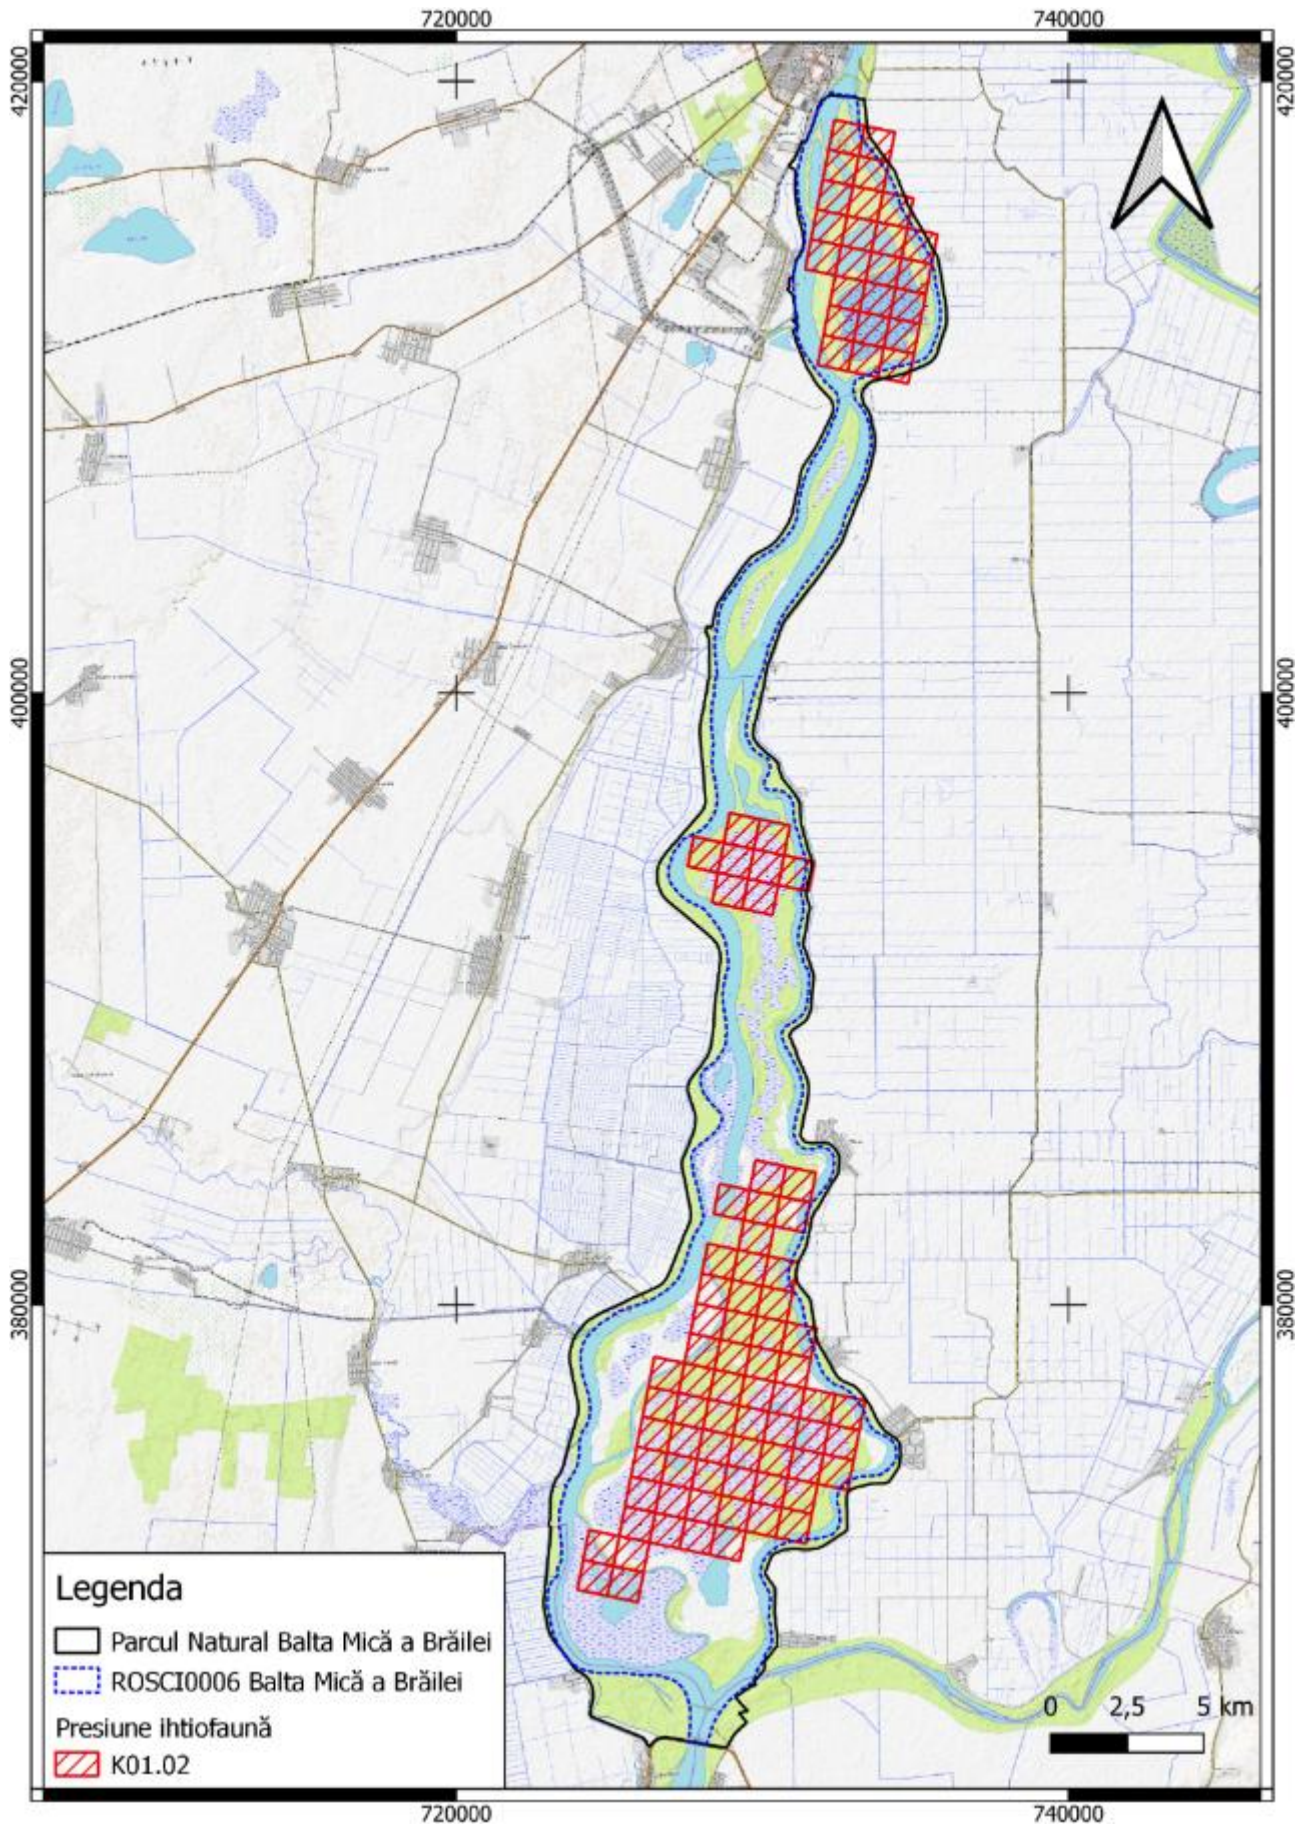 720000 740000
420000 420000
400000 400000
380000 380000
Legenda
Parcul Natural Balta Mică a Brăilei
ROSCI0006 Balta Mică a Brăilei
Presiune ihtiofaună
K01.02
0 2,5 5 km
720000 740000